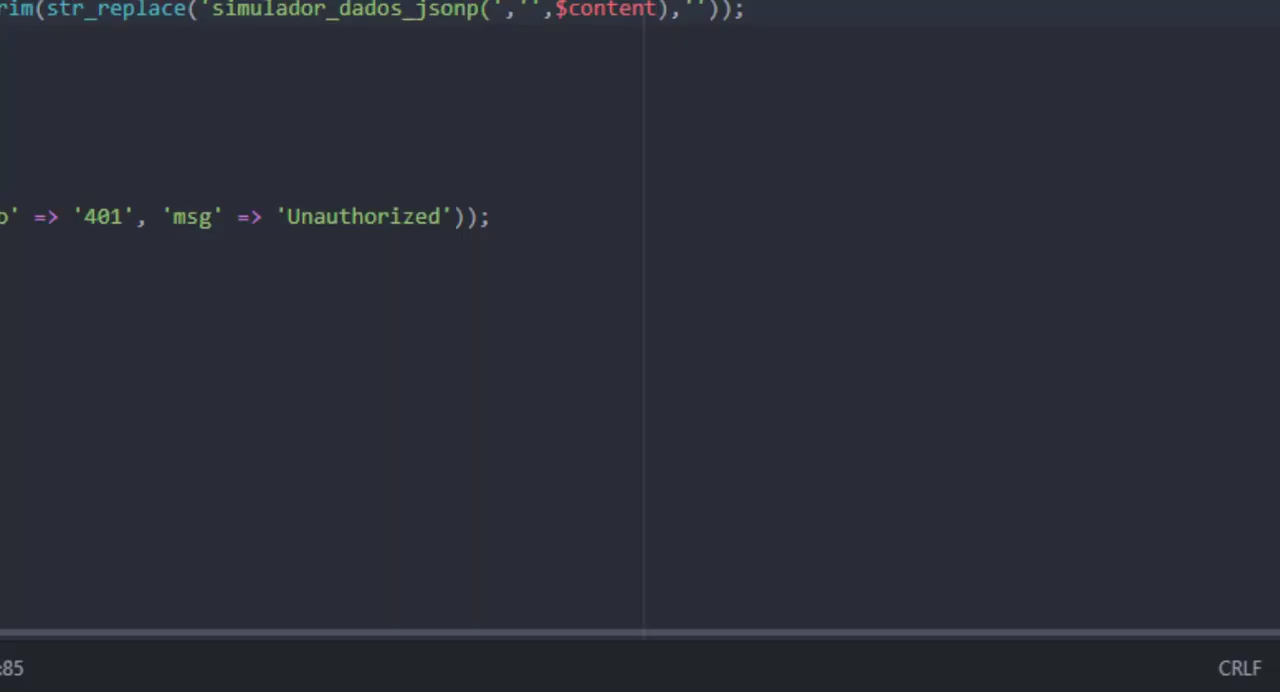 rim(str_replace('simulador_dados_jsonp(','',$content),''));
o' => '401', 'msg' => 'Unauthorized'));
:85
CRLF